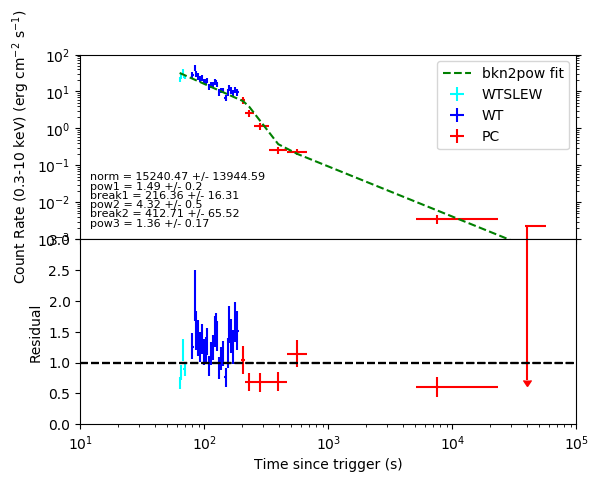 Count Rate (0.3-10 keV) (erg cm⁻² s⁻¹)
10²
10¹
10⁰
10⁻¹
10⁻²
10⁻³
bkn2pow fit
WTSLEW
WT
PC
norm = 15240.47 +/- 13944.59
pow1 = 1.49 +/- 0.2
break1 = 216.36 +/- 16.31
pow2 = 4.32 +/- 0.5
break2 = 412.71 +/- 65.52
pow3 = 1.36 +/- 0.17
Residual
3.0
2.5
2.0
1.5
1.0
0.5
0.0
10¹ 10² 10³ 10⁴ 10⁵
Time since trigger (s)